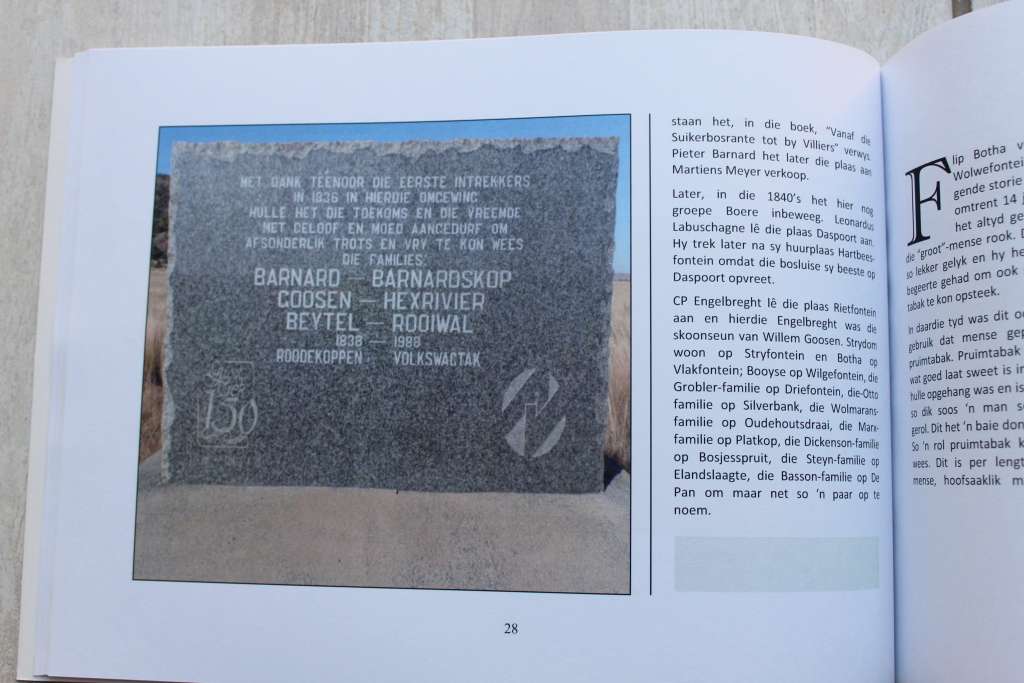 MET DANK TEENOOR DIE EERSTE INTREKKERS
IN 1836 IN HIERDIE OMGEWING
HULLE HET DIE TOEKOMS EN DIE VREEMDE
MET GELOOF EN MOED AANGEDURF OM
AFSONDERLIK TROTS EN VRY TE KON WEES
DIE FAMILIES:
BARNARD — BARNARDSKOP
GOOSEN — HEXRIVIER
BEYTEL — ROOIWAL
1838 — 1988
ROODEKOPPEN VOLKSWAGTAK
150
28
staan het, in die boek, "Vanaf die
Suikerbosrante tot by Villiers" verwys.
Pieter Barnard het later die plaas aan
Martiens Meyer verkoop.
Later, in die 1840's het hier nog
groepe Boere inbeweeg. Leonardus
Labuschagne lê die plaas Daspoort aan.
Hy trek later na sy huurplaas Hartbees-
fontein omdat die bosluise sy beeste op
Daspoort opvreet.
CP Engelbreght lê die plaas Rietfontein
aan en hierdie Engelbreght was die
skoonseun van Willem Goosen. Strydom
woon op Stryfontein en Botha op
Vlakfontein; Booyse op Wilgefontein, die
Grobler-familie op Driefontein, die-Otto
familie op Silverbank, die Wolmarans-
familie op Oudehoutsdraai, die Marx-
familie op Platkop, die Dickenson-familie
op Bosjesspruit, die Steyn-familie op
Elandslaagte, die Basson-familie op De
Pan om maar net so 'n paar op te
noem.
Flip Botha v
Wolwefontein
gende storie
omtrent 14 j
het altyd ge
die "groot"-mense rook. D
so lekker gelyk en hy he
begeerte gehad om ook
tabak te kon opsteek.
In daardie tyd was dit oo
gebruik dat mense gep
pruimtabak. Pruimtabak
wat goed laat sweet is in
hulle opgehang was en is
so dik soos 'n man s
gerol. Dit het 'n baie don
So 'n rol pruimtabak k
wees. Dit is per lengt
mense, hoofsaaklik m